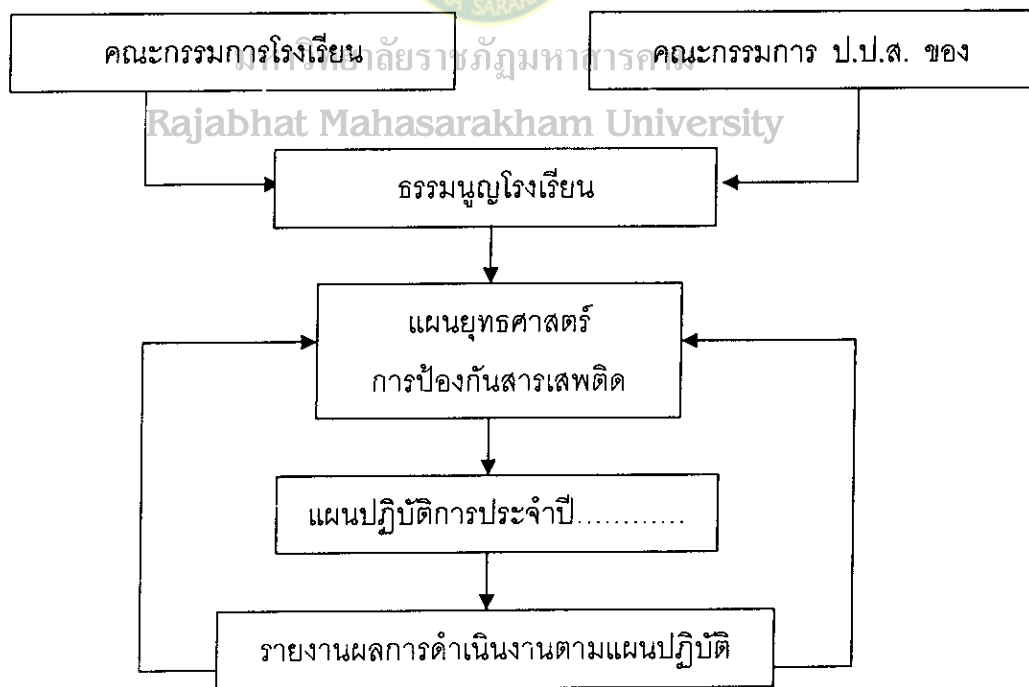 SARA
คณะกรรมการโรงเรียน
คณะกรรมการ ป.ป.ส. ของ
มหาวิทยาลัยราชภัฏมหาสารคาม
Rajabhat Mahasarakham University
ธรรมนูญโรงเรียน
แผนยุทธศาสตร์
การป้องกันสารเสพติด
แผนปฏิบัติการประจำปี............
รายงานผลการดำเนินงานตามแผนปฏิบัติ